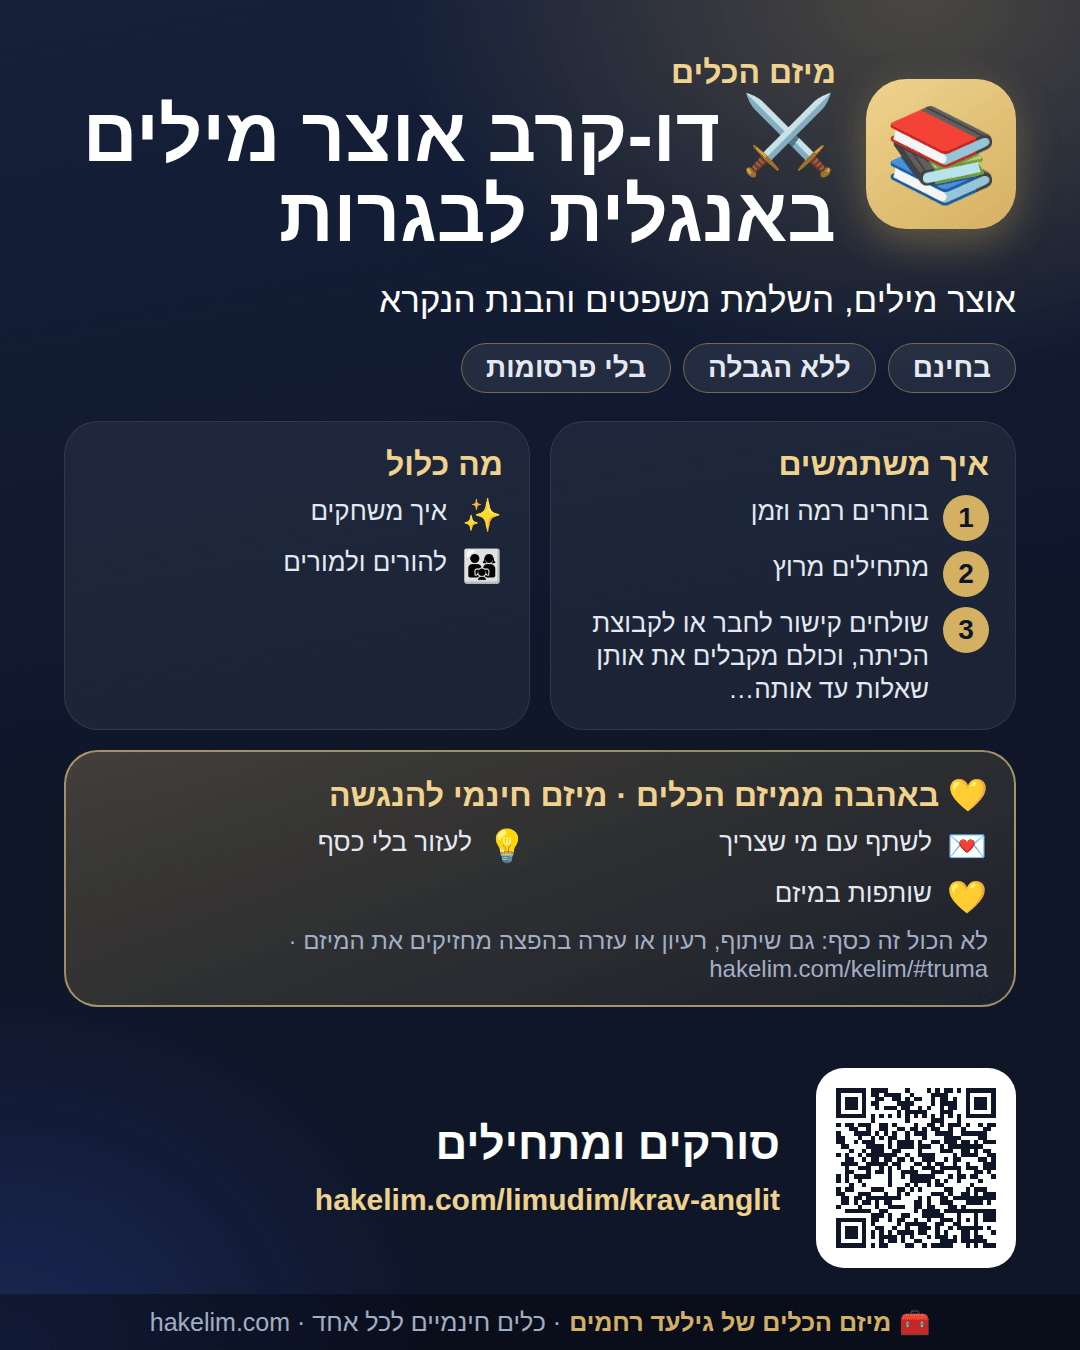 מיזם הכלים
⚔️ דו-קרב אוצר מילים
באנגלית לבגרות
אוצר מילים, השלמת משפטים והבנת הנקרא
בחינם
ללא הגבלה
בלי פרסומות
איך משתמשים
1 בוחרים רמה וזמן
2 מתחילים מרוץ
3 שולחים קישור לחבר או לקבוצת
הכיתה, וכולם מקבלים את אותן
שאלות עד אותה…
מה כלול
✨ איך משחקים
👨‍👩‍👧 להורים ולמורים
💛 באהבה ממיזם הכלים · מיזם חינמי להנגשה
💌 לשתף עם מי שצריך
💡 לעזור בלי כסף
💛 שותפות במיזם
לא הכול זה כסף: גם שיתוף, רעיון או עזרה בהפצה מחזיקים את המיזם ·
hakelim.com/kelim/#truma
סורקים ומתחילים
hakelim.com/limudim/krav-anglit
🧰 מיזם הכלים של גילעד רחמים · כלים חינמיים לכל אחד · hakelim.com